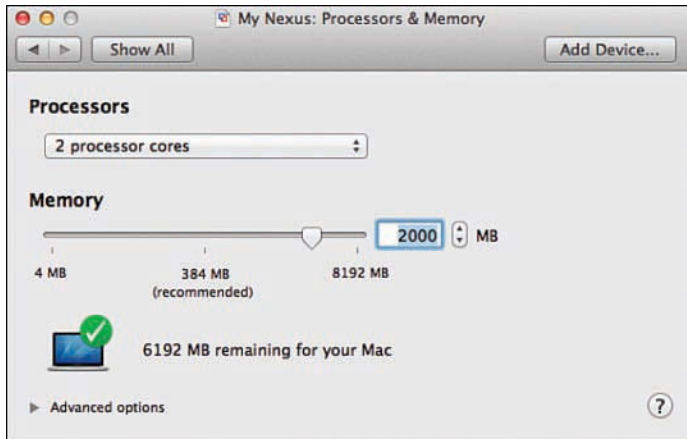 My Nexus: Processors & Memory
Show All
Add Device...
Processors
2 processor cores
Memory
2000 MB
4 MB 384 MB 8192 MB
(recommended)
6192 MB remaining for your Mac
Advanced options ?